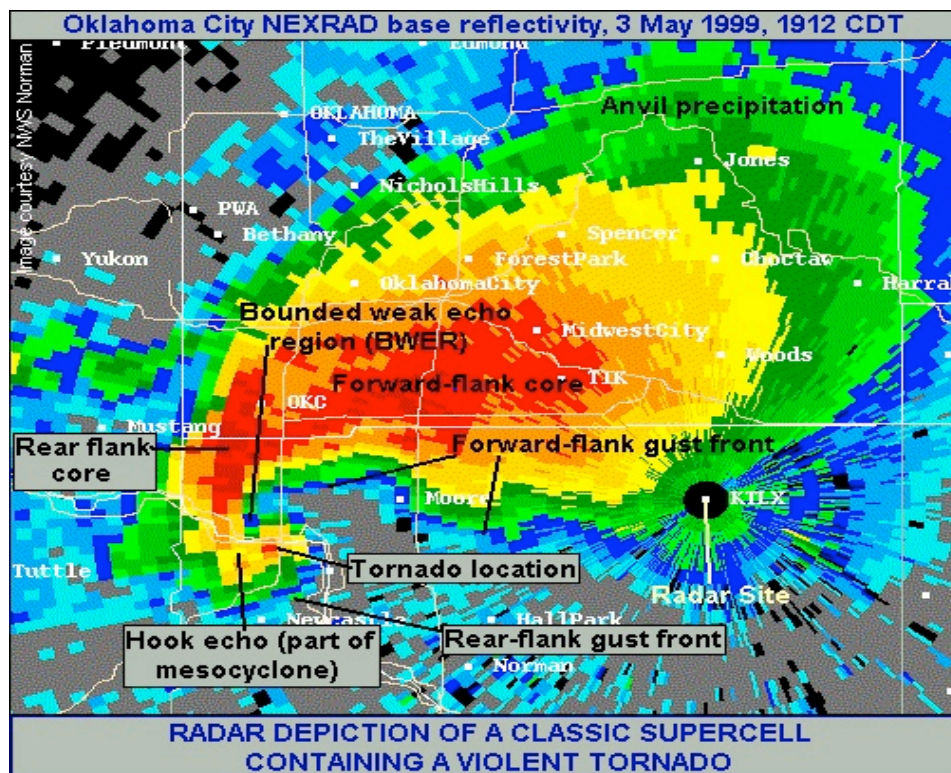 Oklahoma City NEXRAD base reflectivity, 3 May 1999, 1912 CDT
Image courtesy NWS Norman
Piedmont
Edmond
Anvil precipitation
OKLAHOMA
TheVillage
Jones
NicholsHills
PWA
Bethany
Spencer
Yukon
ForestPark
Choctaw
OklahomaCity
Harra
Bounded weak echo
region (BWER)
MidwestCity
Woods
Forward-flank core
TIK
OKC
Mustang
Rear flank
core
Forward-flank gust front
Moore
KILX
Tuttle
Tornado location
Radar Site
Newcastle
HallPark
Hook echo (part of
mesocyclone)
Rear-flank gust front
Norman
RADAR DEPICTION OF A CLASSIC SUPERCELL
CONTAINING A VIOLENT TORNADO